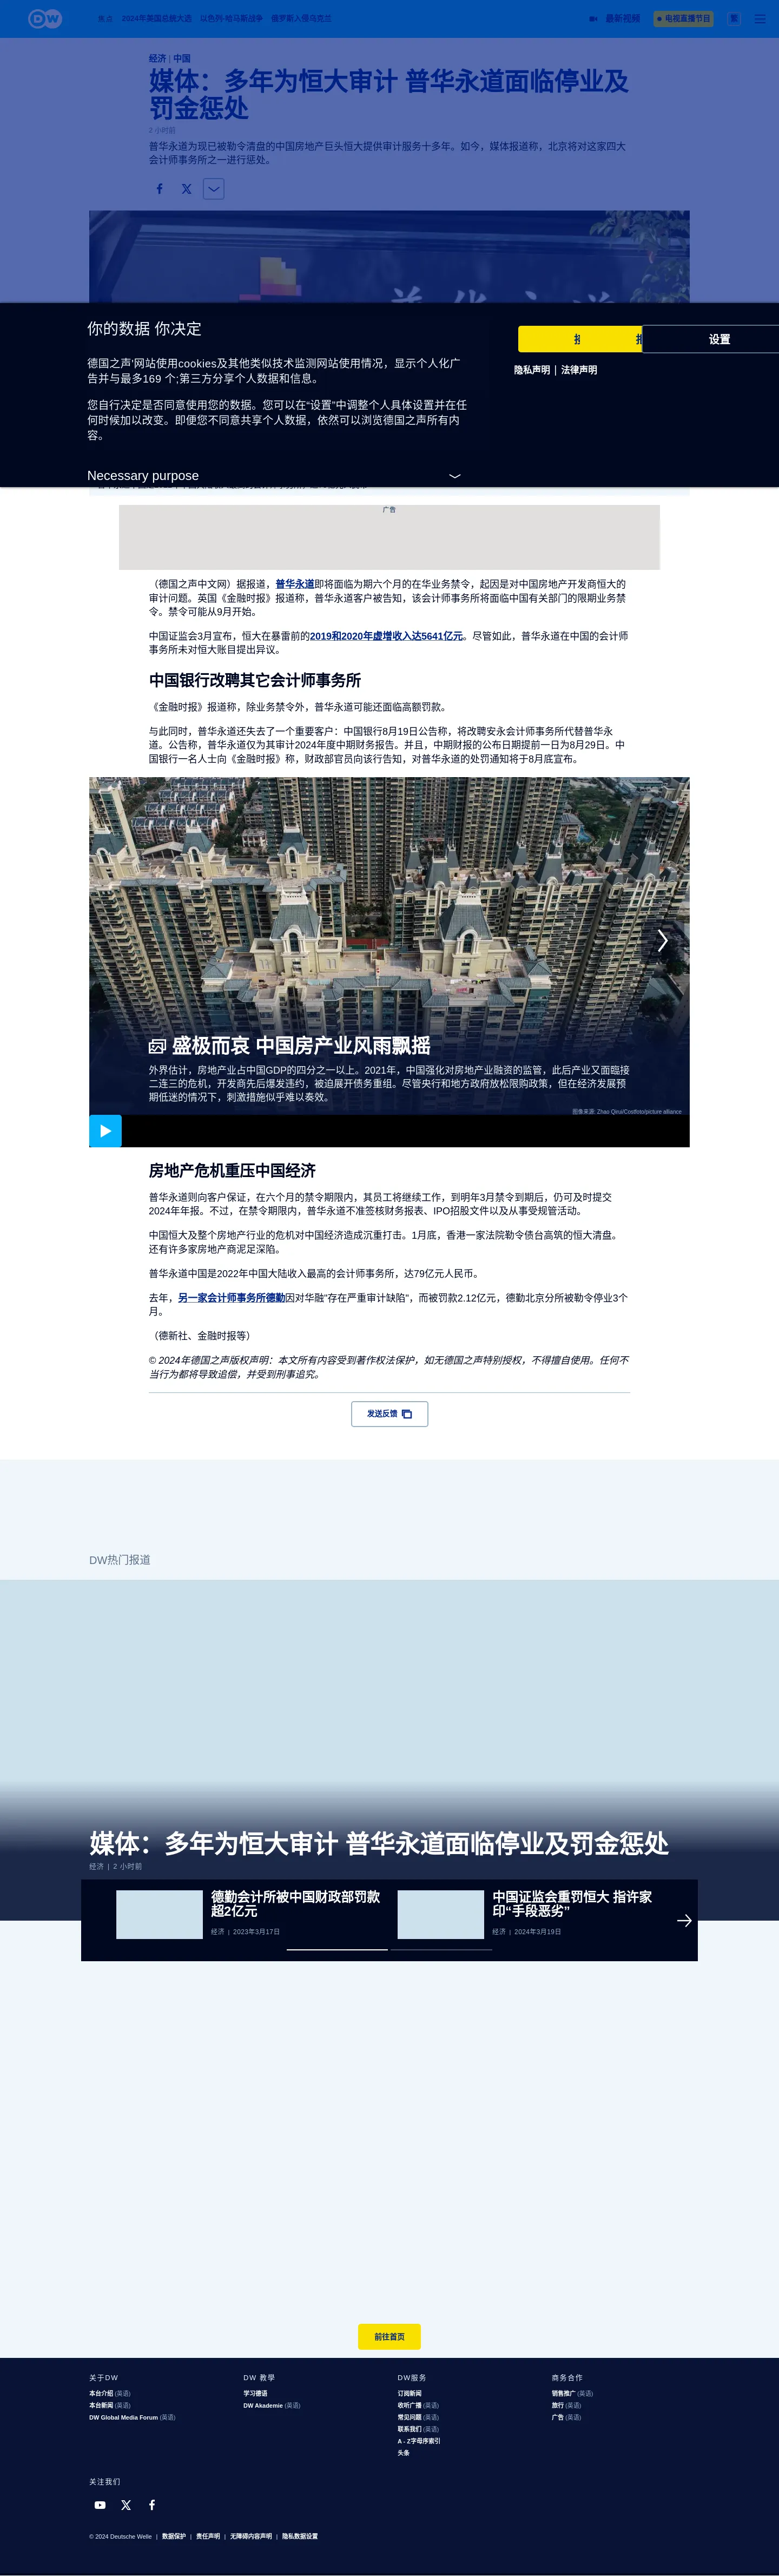 DW
2024年美国总统大选 以色列-哈马斯战争 俄罗斯入侵乌克兰
最新视频
电视直播节目
繁
经济 | 中国
媒体：多年为恒大审计 普华永道面临停业及
罚金惩处
2 小时前
普华永道为现已被勒令清盘的中国房地产巨头恒大提供审计服务十多年。如今，媒体报道称，北京将对这家四大
会计师事务所之一进行惩处。
你的数据 你决定
德国之声'网站使用cookies及其他类似技术监测网站使用情况，显示个人化广
告并与最多169 个;第三方分享个人数据和信息。
您自行决定是否同意使用您的数据。您可以在“设置”中调整个人具体设置并在任
何时候加以改变。即便您不同意共享个人数据，依然可以浏览德国之声所有内
容。
Necessary purpose
设置
隐私声明 | 法律声明
广告
（德国之声中文网）据报道，普华永道即将面临为期六个月的在华业务禁令，起因是对中国房地产开发商恒大的
审计问题。英国《金融时报》报道称，普华永道客户被告知，该会计师事务所将面临中国有关部门的限期业务禁
令。禁令可能从9月开始。
中国证监会3月宣布，恒大在暴雷前的2019和2020年虚增收入达5641亿元。尽管如此，普华永道在中国的会计师
事务所未对恒大账目提出异议。
中国银行改聘其它会计师事务所
《金融时报》报道称，除业务禁令外，普华永道可能还面临高额罚款。
与此同时，普华永道还失去了一个重要客户：中国银行8月19日公告称，将改聘安永会计师事务所代替普华永
道。公告称，普华永道仅为其审计2024年度中期财务报告。并且，中期财报的公布日期提前一日为8月29日。中
国银行一名人士向《金融时报》称，财政部官员向该行告知，对普华永道的处罚通知将于8月底宣布。
盛极而哀 中国房产业风雨飘摇
外界估计，房地产业占中国GDP的四分之一以上。2021年，中国强化对房地产业融资的监管，此后产业又面临接
二连三的危机，开发商先后爆发违约，被迫展开债务重组。尽管央行和地方政府放松限购政策，但在经济发展预
期低迷的情况下，刺激措施似乎难以奏效。
图像来源: Zhao Qirui/Costfoto/picture alliance
房地产危机重压中国经济
普华永道则向客户保证，在六个月的禁令期限内，其员工将继续工作，到明年3月禁令到期后，仍可及时提交
2024年年报。不过，在禁令期限内，普华永道不准签核财务报表、IPO招股文件以及从事受规管活动。
中国恒大及整个房地产行业的危机对中国经济造成沉重打击。1月底，香港一家法院勒令债台高筑的恒大清盘。
还有许多家房地产商泥足深陷。
普华永道中国是2022年中国大陆收入最高的会计师事务所，达79亿元人民币。
去年，另一家会计师事务所德勤因对华融"存在严重审计缺陷"，而被罚款2.12亿元，德勤北京分所被勒令停业3个
月。
（德新社、金融时报等）
© 2024年德国之声版权声明：本文所有内容受到著作权法保护，如无德国之声特别授权，不得擅自使用。任何不
当行为都将导致追偿，并受到刑事追究。
发送反馈
DW热门报道
媒体：多年为恒大审计 普华永道面临停业及罚金惩处
经济 | 2 小时前
德勤会计所被中国财政部罚款
超2亿元
经济 | 2023年3月17日
中国证监会重罚恒大 指许家
印“手段恶劣”
经济 | 2024年3月19日
前往首页
关于DW
本台介绍 (英语)
本台新闻 (英语)
DW Global Media Forum (英语)
DW 教學
学习德语
DW Akademie (英语)
DW服务
订阅新闻
收听广播 (英语)
常见问题 (英语)
联系我们 (英语)
A - Z字母序索引
头条
商务合作
销售推广 (英语)
旅行 (英语)
广告 (英语)
关注我们
© 2024 Deutsche Welle | 数据保护 | 责任声明 | 无障碍内容声明 | 隐私数据设置